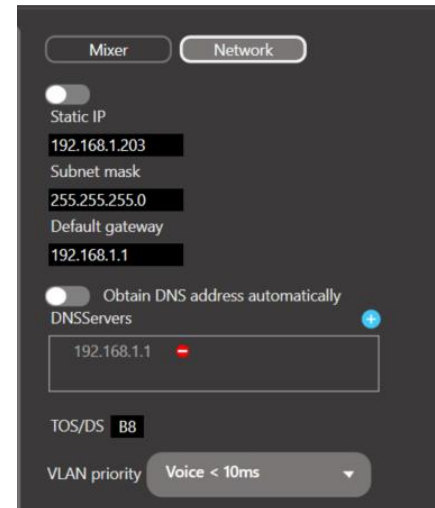 Mixer Network
Static IP
192.168.1.203
Subnet mask
255.255.255.0
Default gateway
192.168.1.1
Obtain DNS address automatically
DNSServers
192.168.1.1
TOS/DS B8
VLAN priority Voice < 10ms